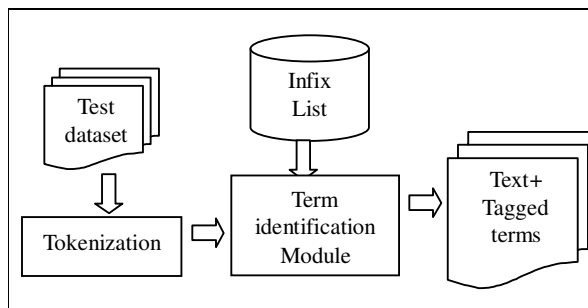 Test
dataset
Tokenization
Infix
List
Term
identification
Module
Text+
Tagged
terms